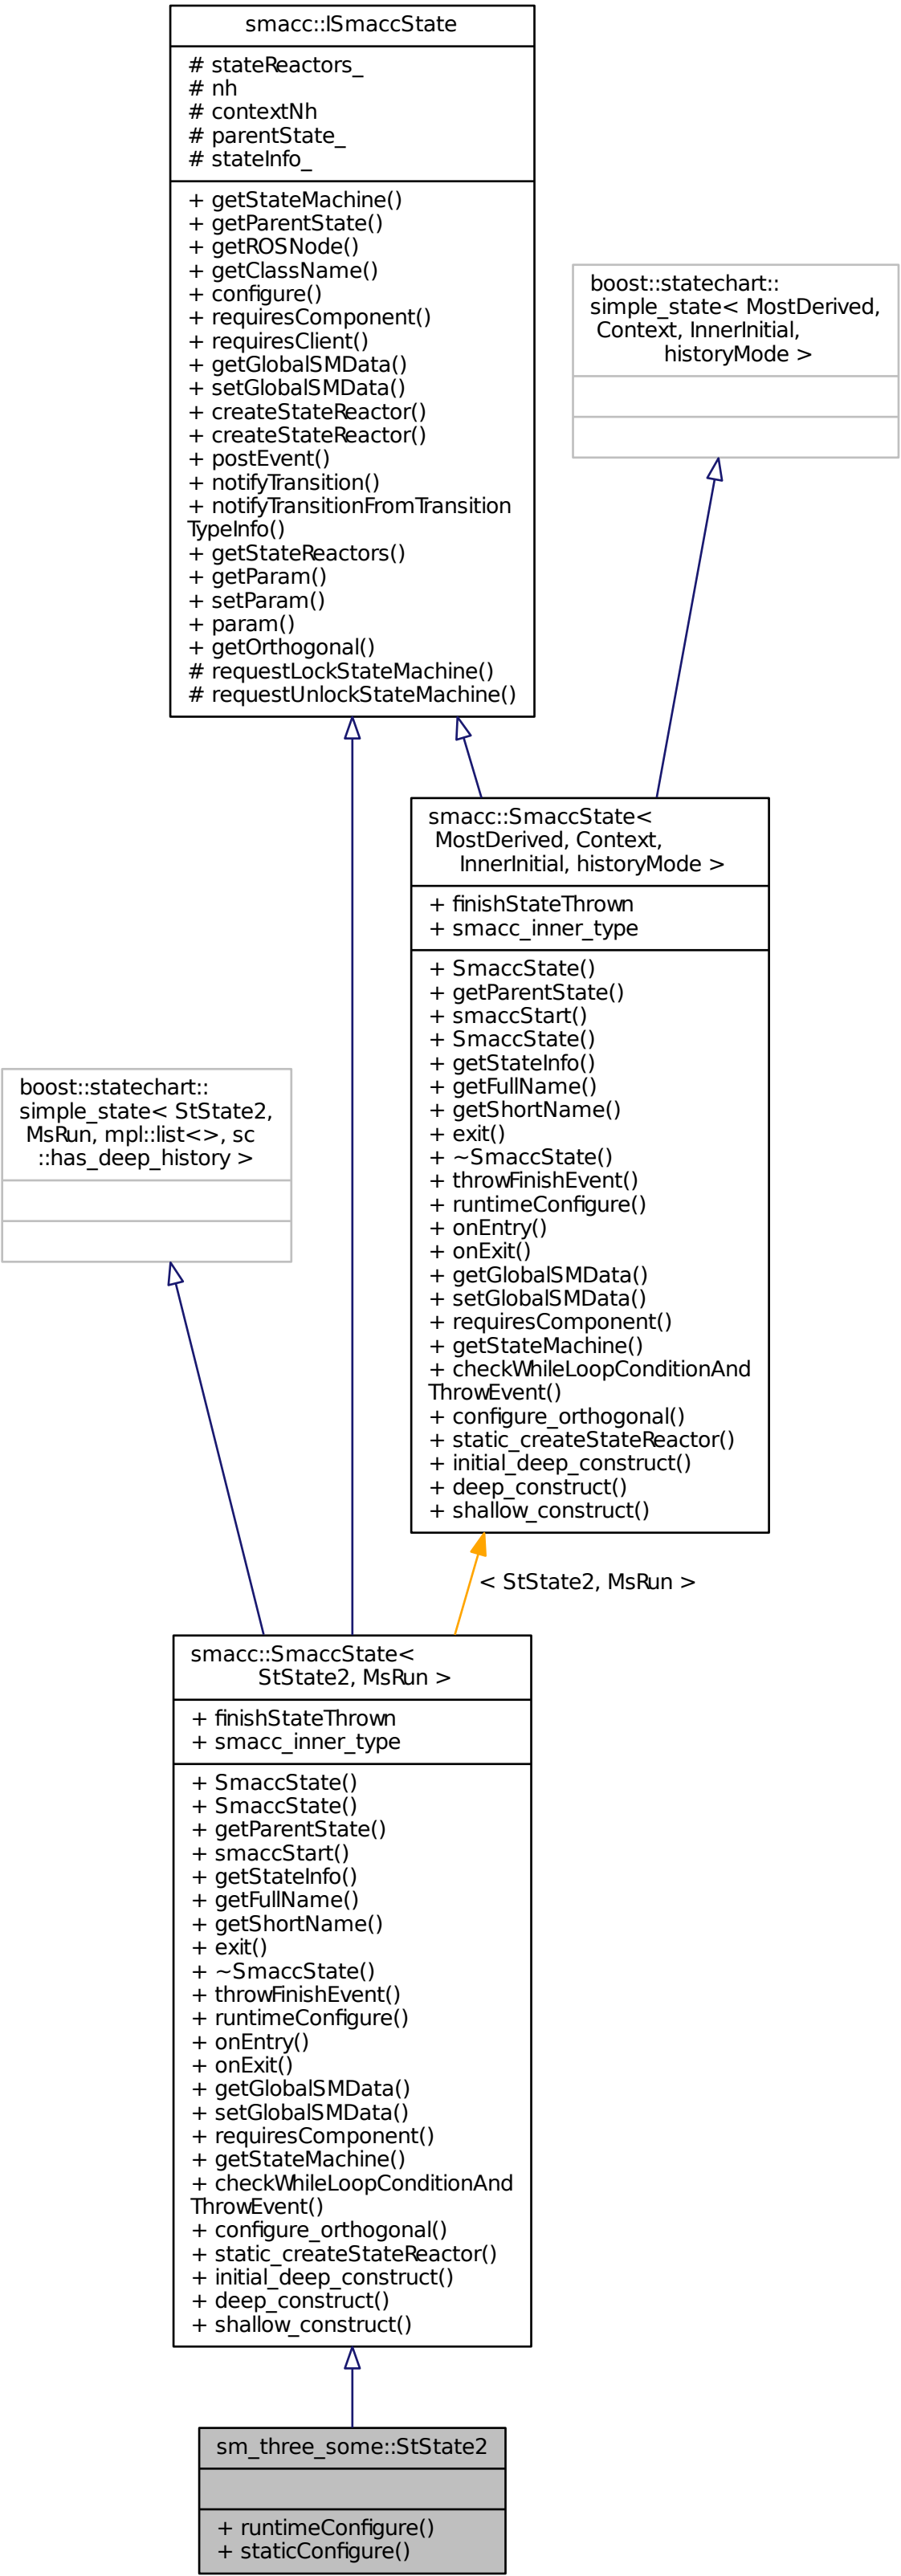 smacc::ISmaccState
# stateReactors_
# nh
# contextNh
# parentState_
# stateInfo_
+ getStateMachine()
+ getParentState()
+ getROSNode()
+ getClassName()
+ configure()
+ requiresComponent()
+ requiresClient()
+ getGlobalSMData()
+ setGlobalSMData()
+ createStateReactor()
+ createStateReactor()
+ postEvent()
+ notifyTransition()
+ notifyTransitionFromTransition
TypeInfo()
+ getStateReactors()
+ getParam()
+ setParam()
+ param()
+ getOrthogonal()
# requestLockStateMachine()
# requestUnlockStateMachine()
boost::statechart::
simple_state< MostDerived,
Context, InnerInitial,
historyMode >
smacc::SmaccState<
MostDerived, Context,
InnerInitial, historyMode >
+ finishStateThrown
+ smacc_inner_type
+ SmaccState()
+ getParentState()
+ smaccStart()
+ SmaccState()
+ getStateInfo()
+ getFullName()
+ getShortName()
+ exit()
+ ~SmaccState()
+ throwFinishEvent()
+ runtimeConfigure()
+ onEntry()
+ onExit()
+ getGlobalSMData()
+ setGlobalSMData()
+ requiresComponent()
+ getStateMachine()
+ checkWhileLoopConditionAnd
ThrowEvent()
+ configure_orthogonal()
+ static_createStateReactor()
+ initial_deep_construct()
+ deep_construct()
+ shallow_construct()
boost::statechart::
simple_state< StState2,
MsRun, mpl::list<>, sc
::has_deep_history >
< StState2, MsRun >
smacc::SmaccState<
StState2, MsRun >
+ finishStateThrown
+ smacc_inner_type
+ SmaccState()
+ SmaccState()
+ getParentState()
+ smaccStart()
+ getStateInfo()
+ getFullName()
+ getShortName()
+ exit()
+ ~SmaccState()
+ throwFinishEvent()
+ runtimeConfigure()
+ onEntry()
+ onExit()
+ getGlobalSMData()
+ setGlobalSMData()
+ requiresComponent()
+ getStateMachine()
+ checkWhileLoopConditionAnd
ThrowEvent()
+ configure_orthogonal()
+ static_createStateReactor()
+ initial_deep_construct()
+ deep_construct()
+ shallow_construct()
sm_three_some::StState2
+ runtimeConfigure()
+ staticConfigure()